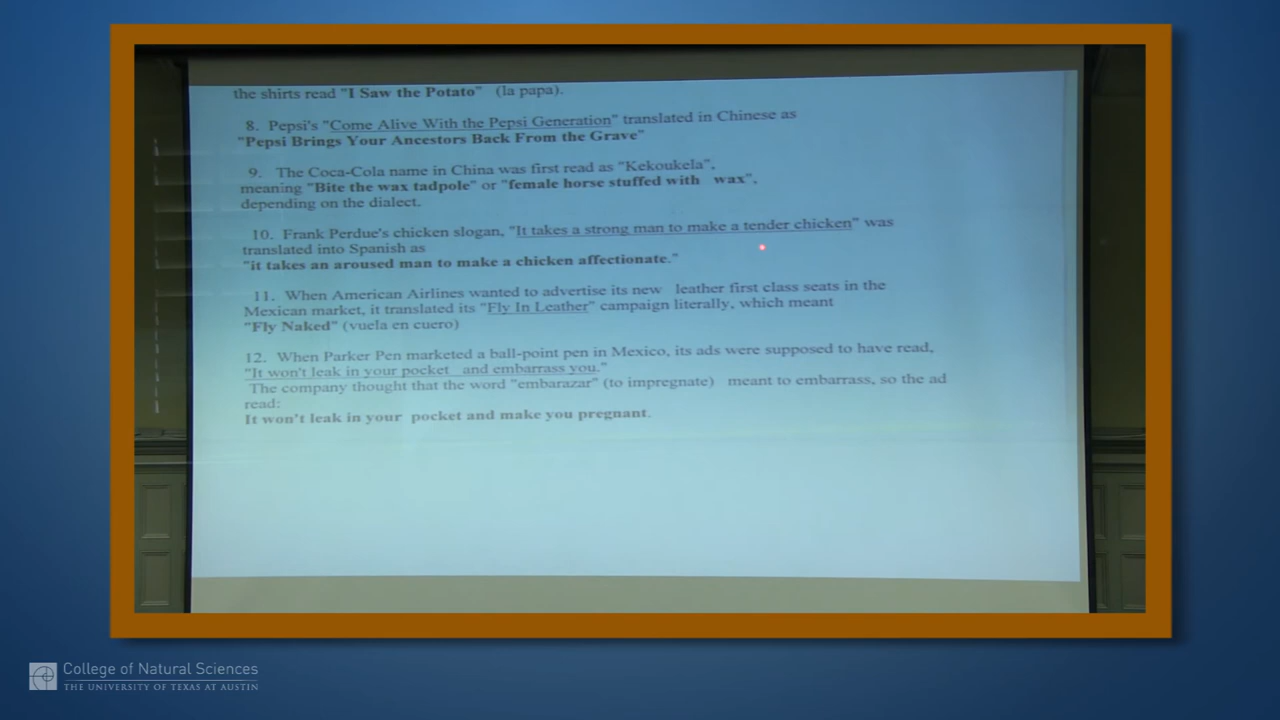 the shirts read "I Saw the Potato" (la papa).
8. Pepsi's "Come Alive With the Pepsi Generation" translated in Chinese as
"Pepsi Brings Your Ancestors Back From the Grave"
9. The Coca-Cola name in China was first read as "Kekoukela",
meaning "Bite the wax tadpole" or "female horse stuffed with wax",
depending on the dialect.
10. Frank Perdue's chicken slogan, "It takes a strong man to make a tender chicken" was
translated into Spanish as
"it takes an aroused man to make a chicken affectionate."
11. When American Airlines wanted to advertise its new leather first class seats in the
Mexican market, it translated its "Fly In Leather" campaign literally, which meant
"Fly Naked" (vuela en cuero)
12. When Parker Pen marketed a ball-point pen in Mexico, its ads were supposed to have read,
"It won't leak in your pocket and embarrass you."
The company thought that the word "embarazar" (to impregnate) meant to embarrass, so the ad
read:
It won't leak in your pocket and make you pregnant.
College of Natural Sciences
THE UNIVERSITY OF TEXAS AT AUSTIN